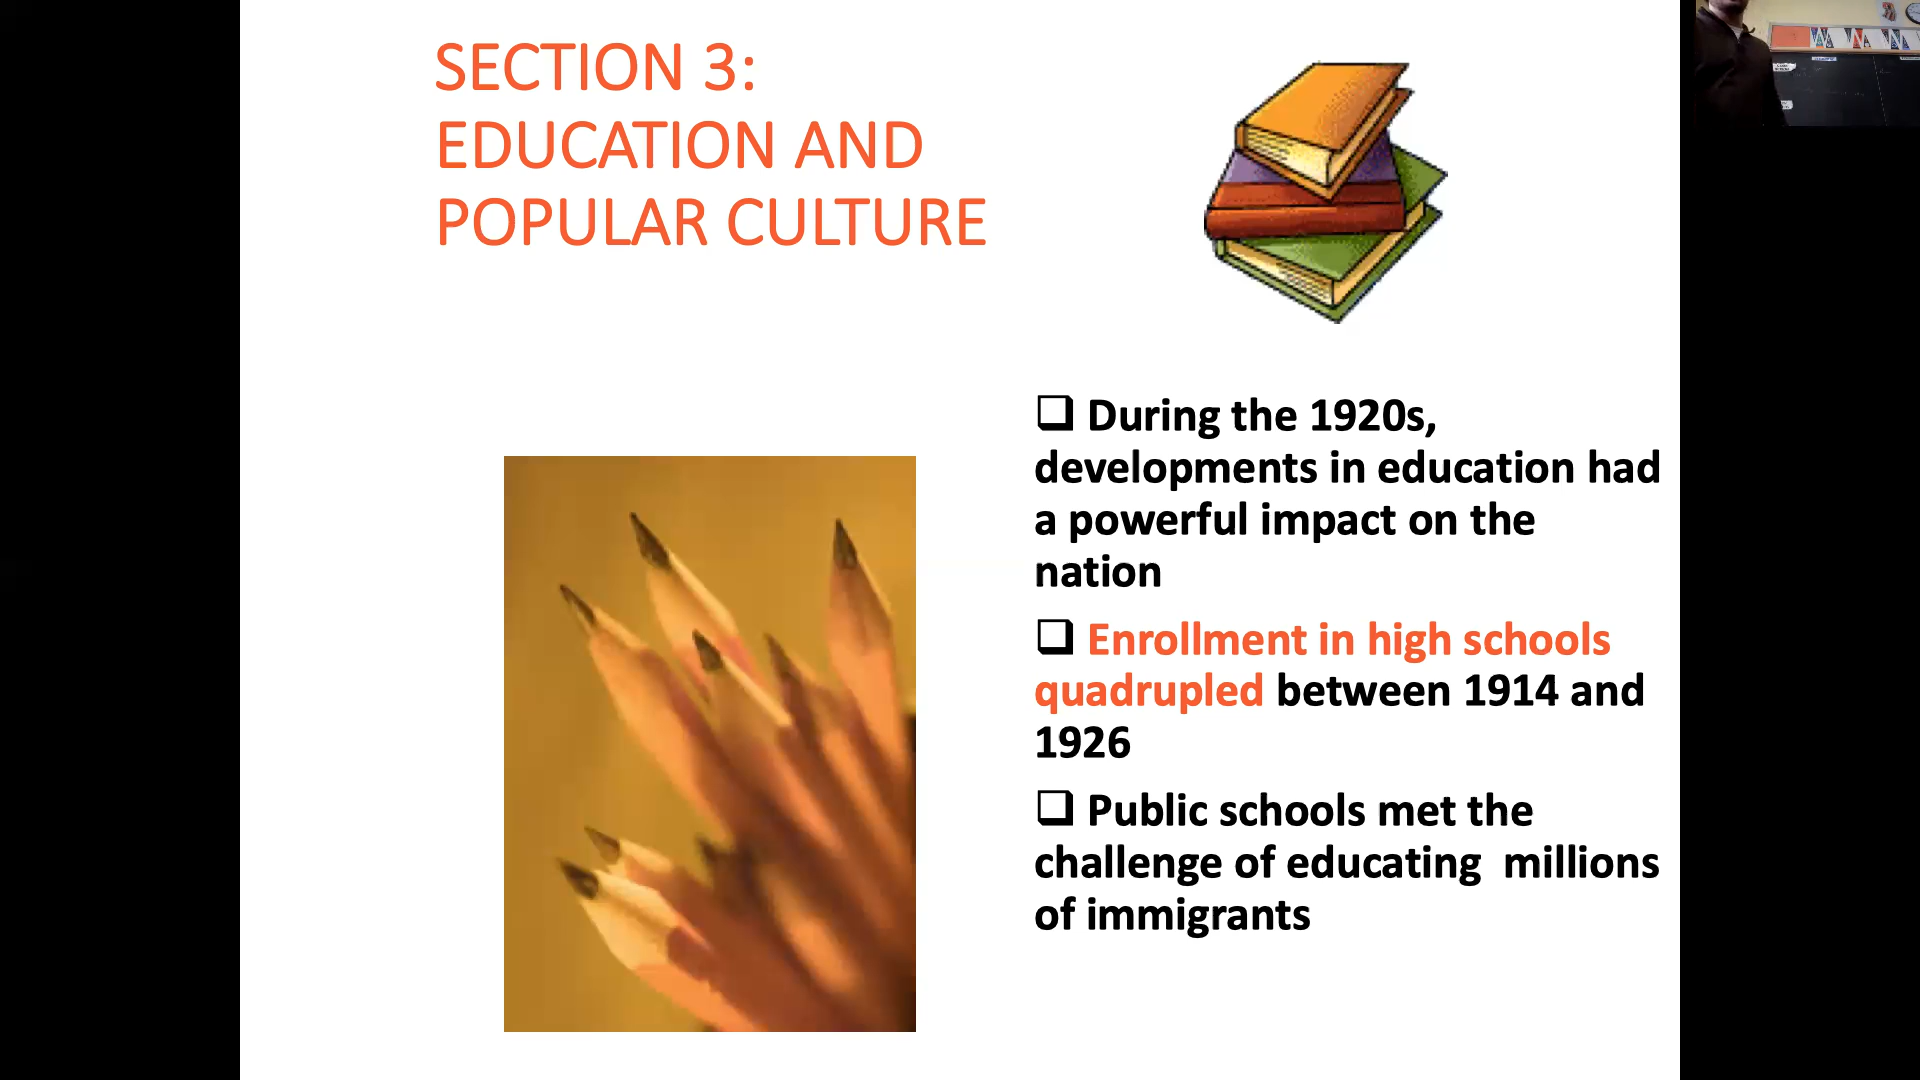 SECTION 3:
EDUCATION AND
POPULAR CULTURE
❑ During the 1920s,
developments in education had
a powerful impact on the
nation
❑ Enrollment in high schools
quadrupled between 1914 and
1926
❑ Public schools met the
challenge of educating  millions
of immigrants